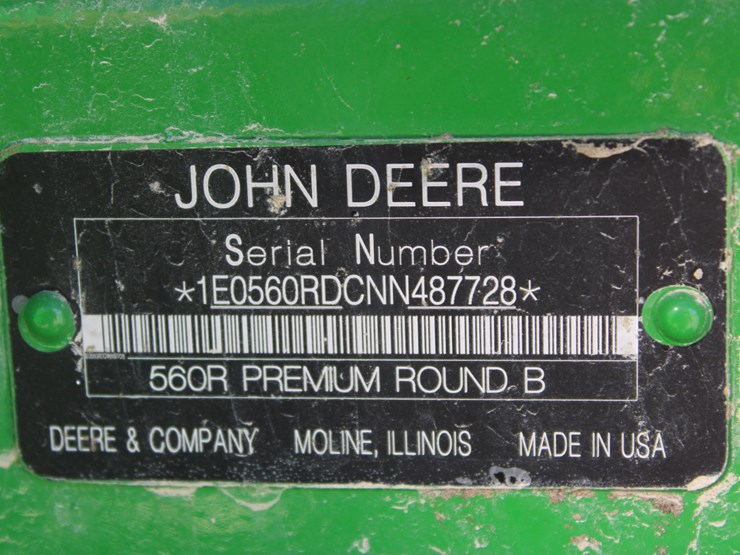 JOHN DEERE
Serial Number
*1E0560RDCNN487728*
560R PREMIUM ROUND B
DEERE & COMPANY MOLINE, ILLINOIS MADE IN USA